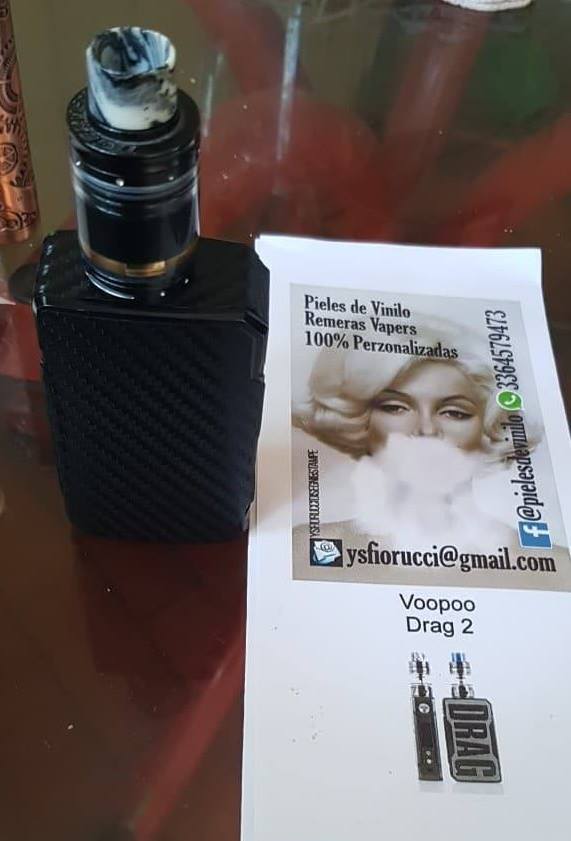 Pieles de Vinilo
Remeras Vapers
100% Perzonalizadas
@pielesdevinilo
3364579473
ysfiorucci@gmail.com
Voopoo
Drag 2
DRAG